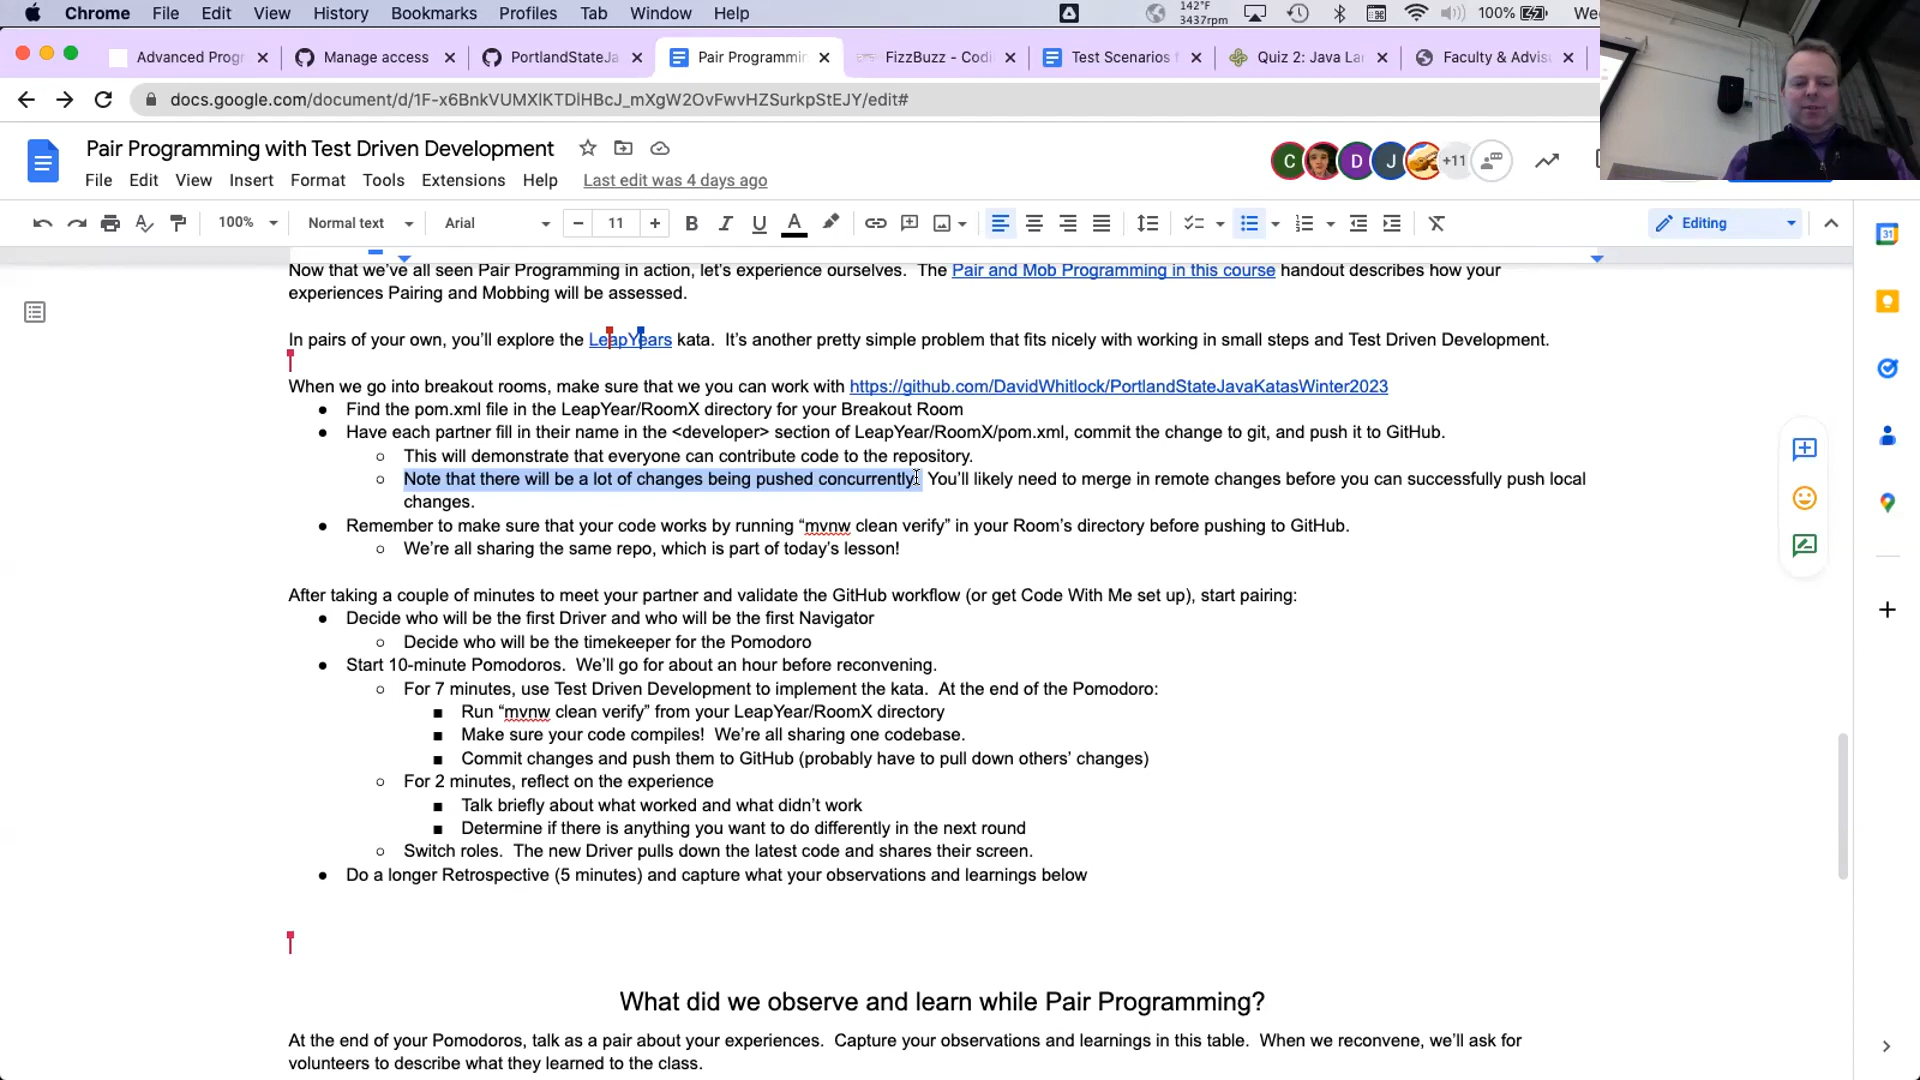 Chrome File Edit View History Bookmarks Profiles Tab Window Help 142°F 3437rpm 100% We
Advanced Prog Manage access PortlandStateJa Pair Programmin FizzBuzz - Codi Test Scenarios f Quiz 2: Java Lar Faculty & Advis
docs.google.com/document/d/1F-x6BnkVUMXlKTDlHBcJ_mXgW2OvFwvHZSurkpStEJY/edit#
Pair Programming with Test Driven Development
C D J +11
File Edit View Insert Format Tools Extensions Help Last edit was 4 days ago
100% Normal text Arial 11 B I U A Editing
31
Now that we’ve all seen Pair Programming in action, let’s experience ourselves. The Pair and Mob Programming in this course handout describes how your
experiences Pairing and Mobbing will be assessed.
In pairs of your own, you’ll explore the LeapYears kata. It’s another pretty simple problem that fits nicely with working in small steps and Test Driven Development.
When we go into breakout rooms, make sure that we you can work with https://github.com/DavidWhitlock/PortlandStateJavaKatasWinter2023
● Find the pom.xml file in the LeapYear/RoomX directory for your Breakout Room
● Have each partner fill in their name in the <developer> section of LeapYear/RoomX/pom.xml, commit the change to git, and push it to GitHub.
○ This will demonstrate that everyone can contribute code to the repository.
○ Note that there will be a lot of changes being pushed concurrently. You’ll likely need to merge in remote changes before you can successfully push local
changes.
● Remember to make sure that your code works by running “mvnw clean verify” in your Room’s directory before pushing to GitHub.
○ We’re all sharing the same repo, which is part of today’s lesson!
After taking a couple of minutes to meet your partner and validate the GitHub workflow (or get Code With Me set up), start pairing:
● Decide who will be the first Driver and who will be the first Navigator
○ Decide who will be the timekeeper for the Pomodoro
● Start 10-minute Pomodoros. We’ll go for about an hour before reconvening.
○ For 7 minutes, use Test Driven Development to implement the kata. At the end of the Pomodoro:
■ Run “mvnw clean verify” from your LeapYear/RoomX directory
■ Make sure your code compiles! We’re all sharing one codebase.
■ Commit changes and push them to GitHub (probably have to pull down others’ changes)
○ For 2 minutes, reflect on the experience
■ Talk briefly about what worked and what didn’t work
■ Determine if there is anything you want to do differently in the next round
○ Switch roles. The new Driver pulls down the latest code and shares their screen.
● Do a longer Retrospective (5 minutes) and capture what your observations and learnings below
What did we observe and learn while Pair Programming?
At the end of your Pomodoros, talk as a pair about your experiences. Capture your observations and learnings in this table. When we reconvene, we’ll ask for
volunteers to describe what they learned to the class.